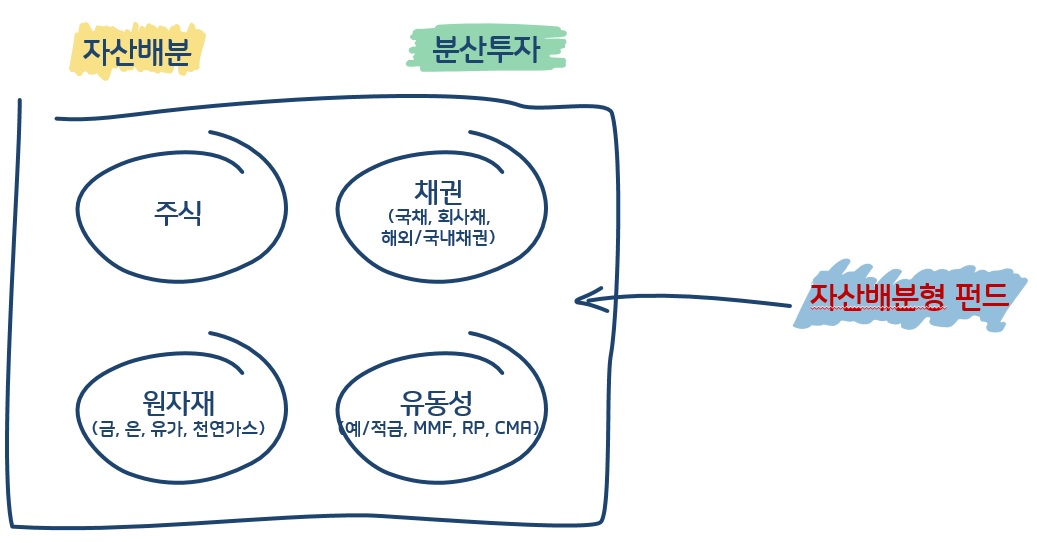 자산배분
분산투자
주식
채권
(국채, 회사채,
해외/국내채권)
자산배분형 펀드
원자재
(금, 은, 유가, 천연가스)
유동성
(예/적금, MMF, RP, CMA)